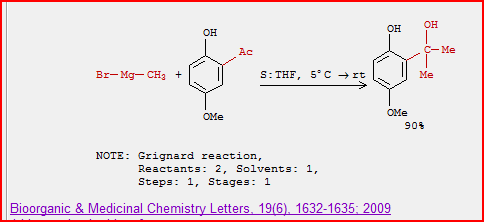 OH
OH
Ac
C—Me
Br—Mg—CH3 + S:THF, 5°C → rt
Me
OMe
OMe
90%
NOTE: Grignard reaction,
Reactants: 2, Solvents: 1,
Steps: 1, Stages: 1
Bioorganic & Medicinal Chemistry Letters, 19(6), 1632-1635; 2009